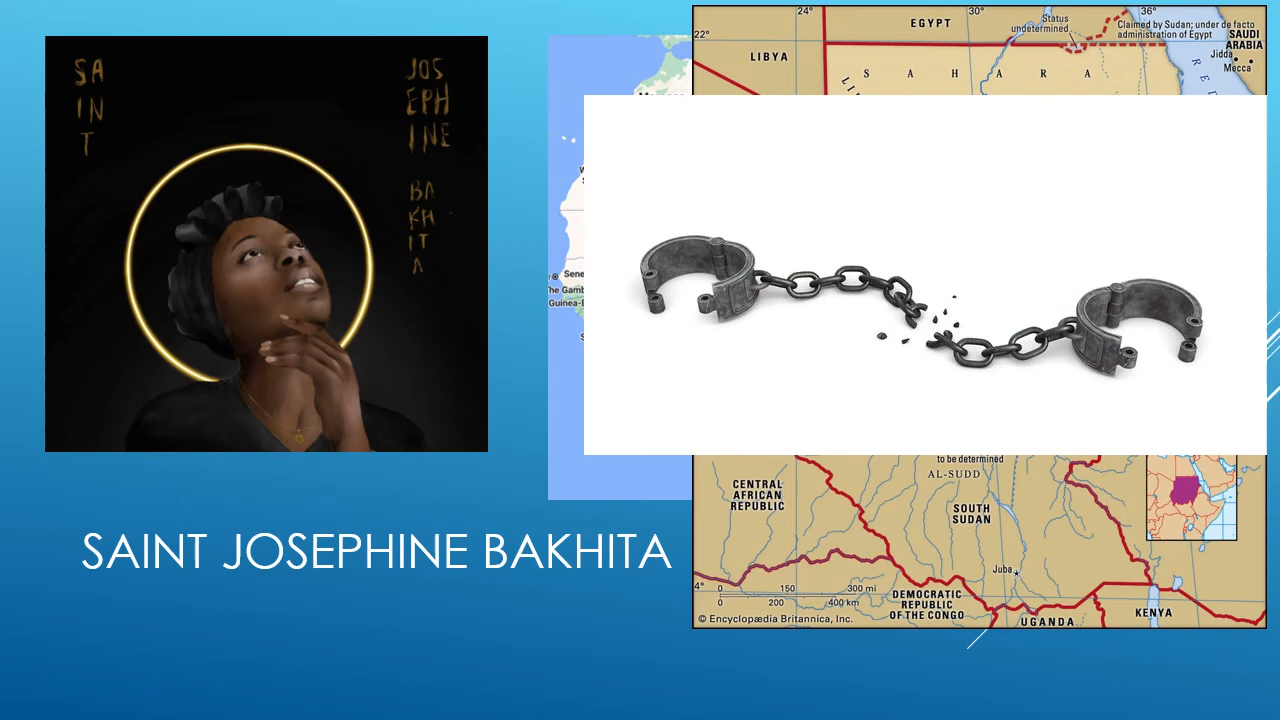 SA
IN
T
JOS
EPH
INE
BA
KH
IT
A
SAINT JOSEPHINE BAKHITA
24°
30°
36°
22°
EGYPT
Status
undetermined
Claimed by Sudan; under de facto
administration of Egypt
SAUDI
ARABIA
Jidda
Mecca
LIBYA
S A H A R A
RED
Sene
The Gamb
Guinea-B
to be determined
AL-SUDD
CENTRAL
AFRICAN
REPUBLIC
SOUTH
SUDAN
Juba
4°
0 150 300 mi
0 200 400 km
DEMOCRATIC
REPUBLIC
OF THE CONGO
UGANDA
KENYA
© Encyclopædia Britannica, Inc.